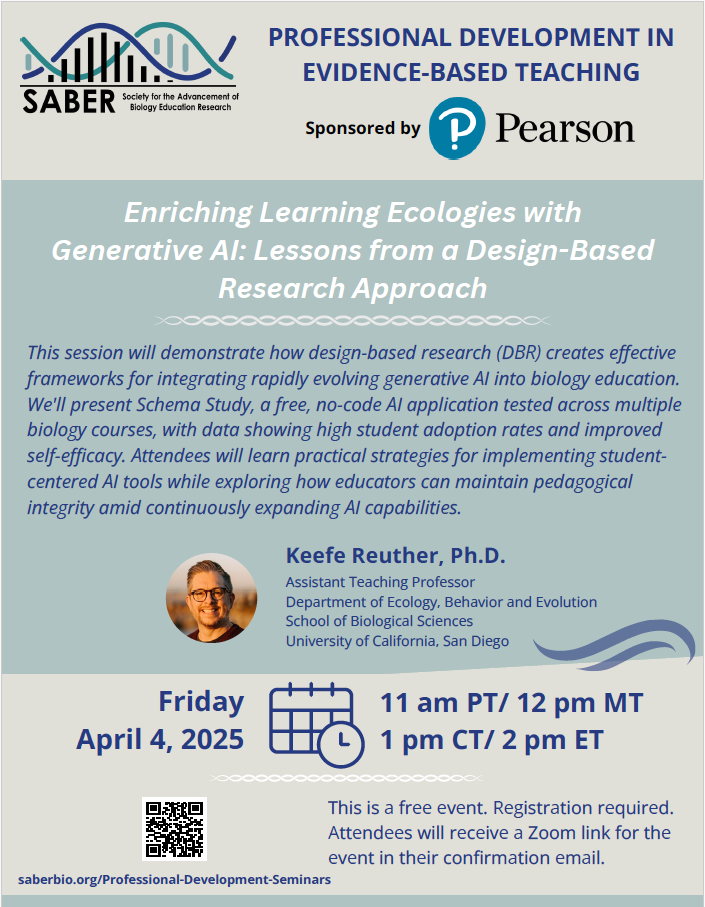 PROFESSIONAL DEVELOPMENT IN
EVIDENCE-BASED TEACHING
SABER
Society for the Advancement of
Biology Education Research
Sponsored by
Pearson
Enriching Learning Ecologies with
Generative AI: Lessons from a Design-Based
Research Approach
This session will demonstrate how design-based research (DBR) creates effective
frameworks for integrating rapidly evolving generative AI into biology education.
We'll present Schema Study, a free, no-code AI application tested across multiple
biology courses, with data showing high student adoption rates and improved
self-efficacy. Attendees will learn practical strategies for implementing student-
centered AI tools while exploring how educators can maintain pedagogical
integrity amid continuously expanding AI capabilities.
Keefe Reuther, Ph.D.
Assistant Teaching Professor
Department of Ecology, Behavior and Evolution
School of Biological Sciences
University of California, San Diego
Friday
April 4, 2025
11 am PT/ 12 pm MT
1 pm CT/ 2 pm ET
This is a free event. Registration required.
Attendees will receive a Zoom link for the
event in their confirmation email.
saberbio.org/Professional-Development-Seminars